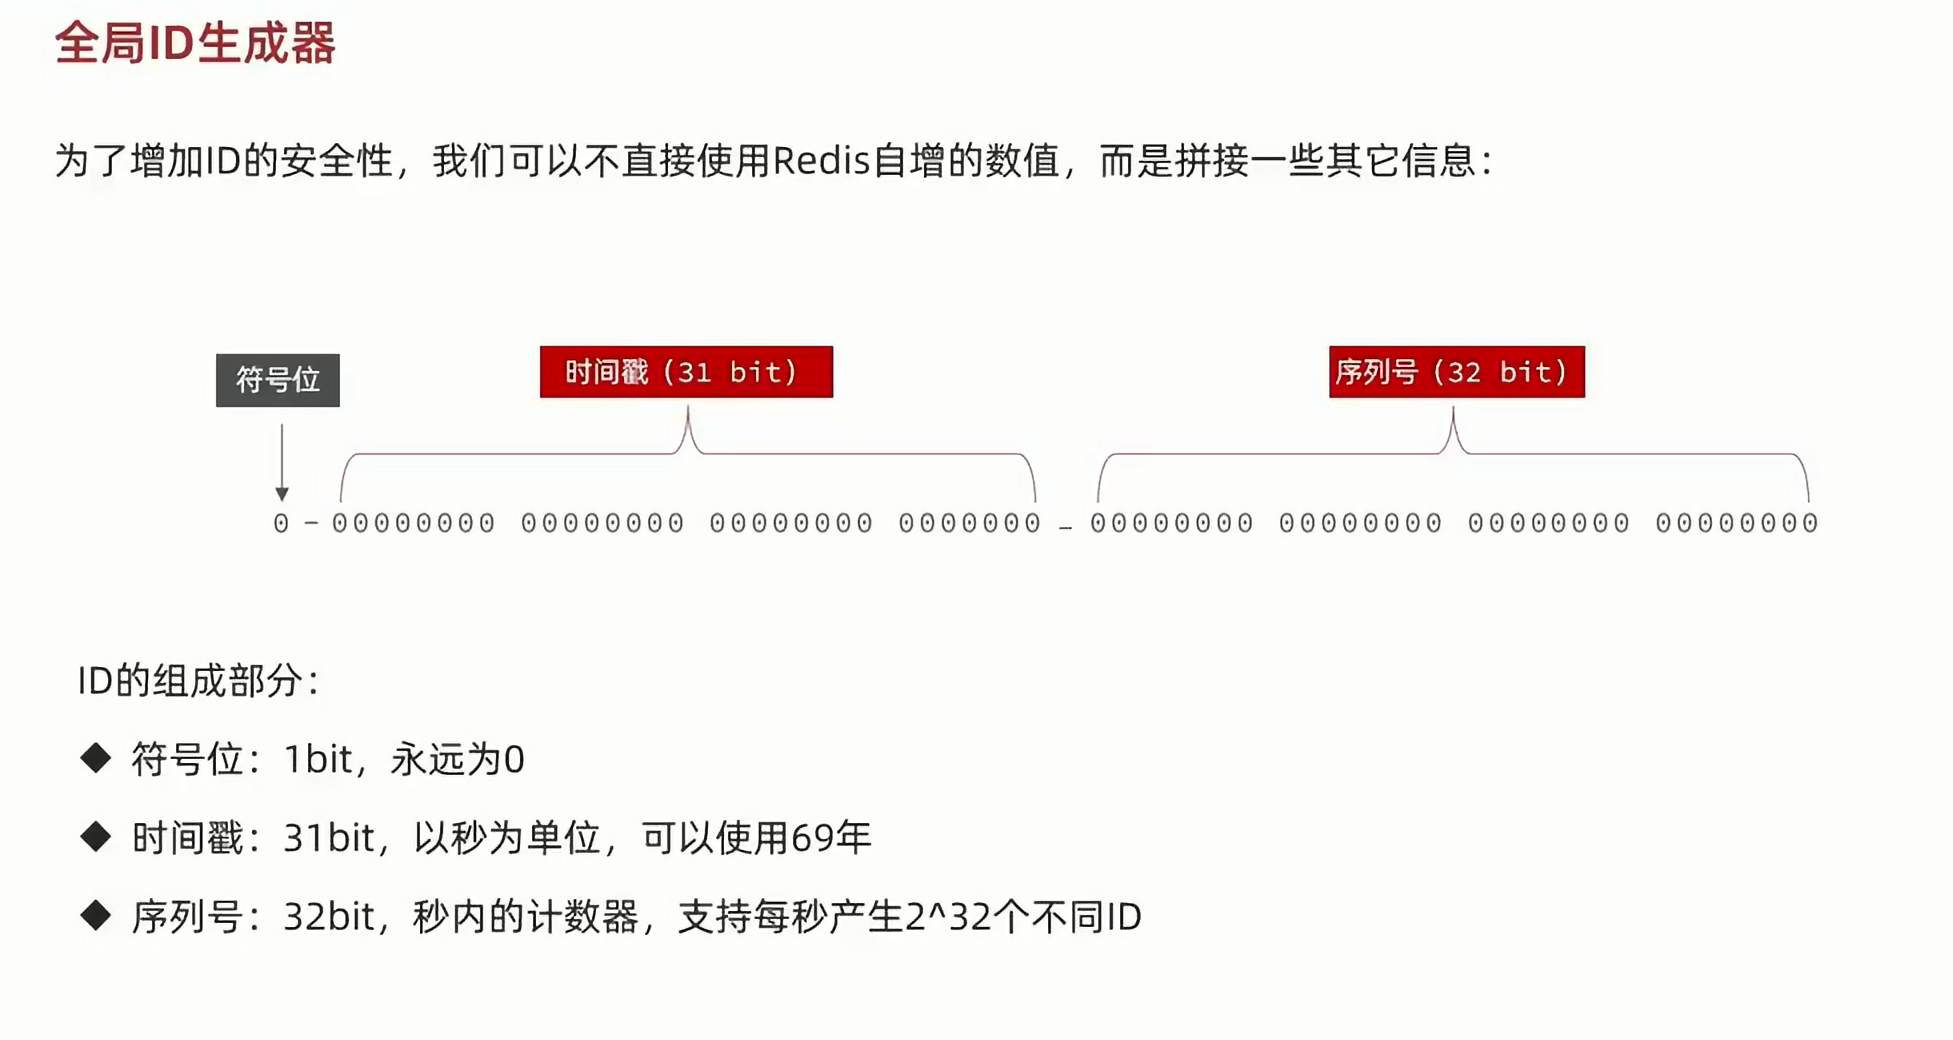 全局ID生成器
为了增加ID的安全性，我们可以不直接使用Redis自增的数值，而是拼接一些其它信息：
符号位
时间戳（31 bit）
序列号（32 bit）
0 - 00000000 00000000 00000000 0000000 - 00000000 00000000 00000000 00000000
ID的组成部分：
◆ 符号位：1bit，永远为0
◆ 时间戳：31bit，以秒为单位，可以使用69年
◆ 序列号：32bit，秒内的计数器，支持每秒产生2^32个不同ID